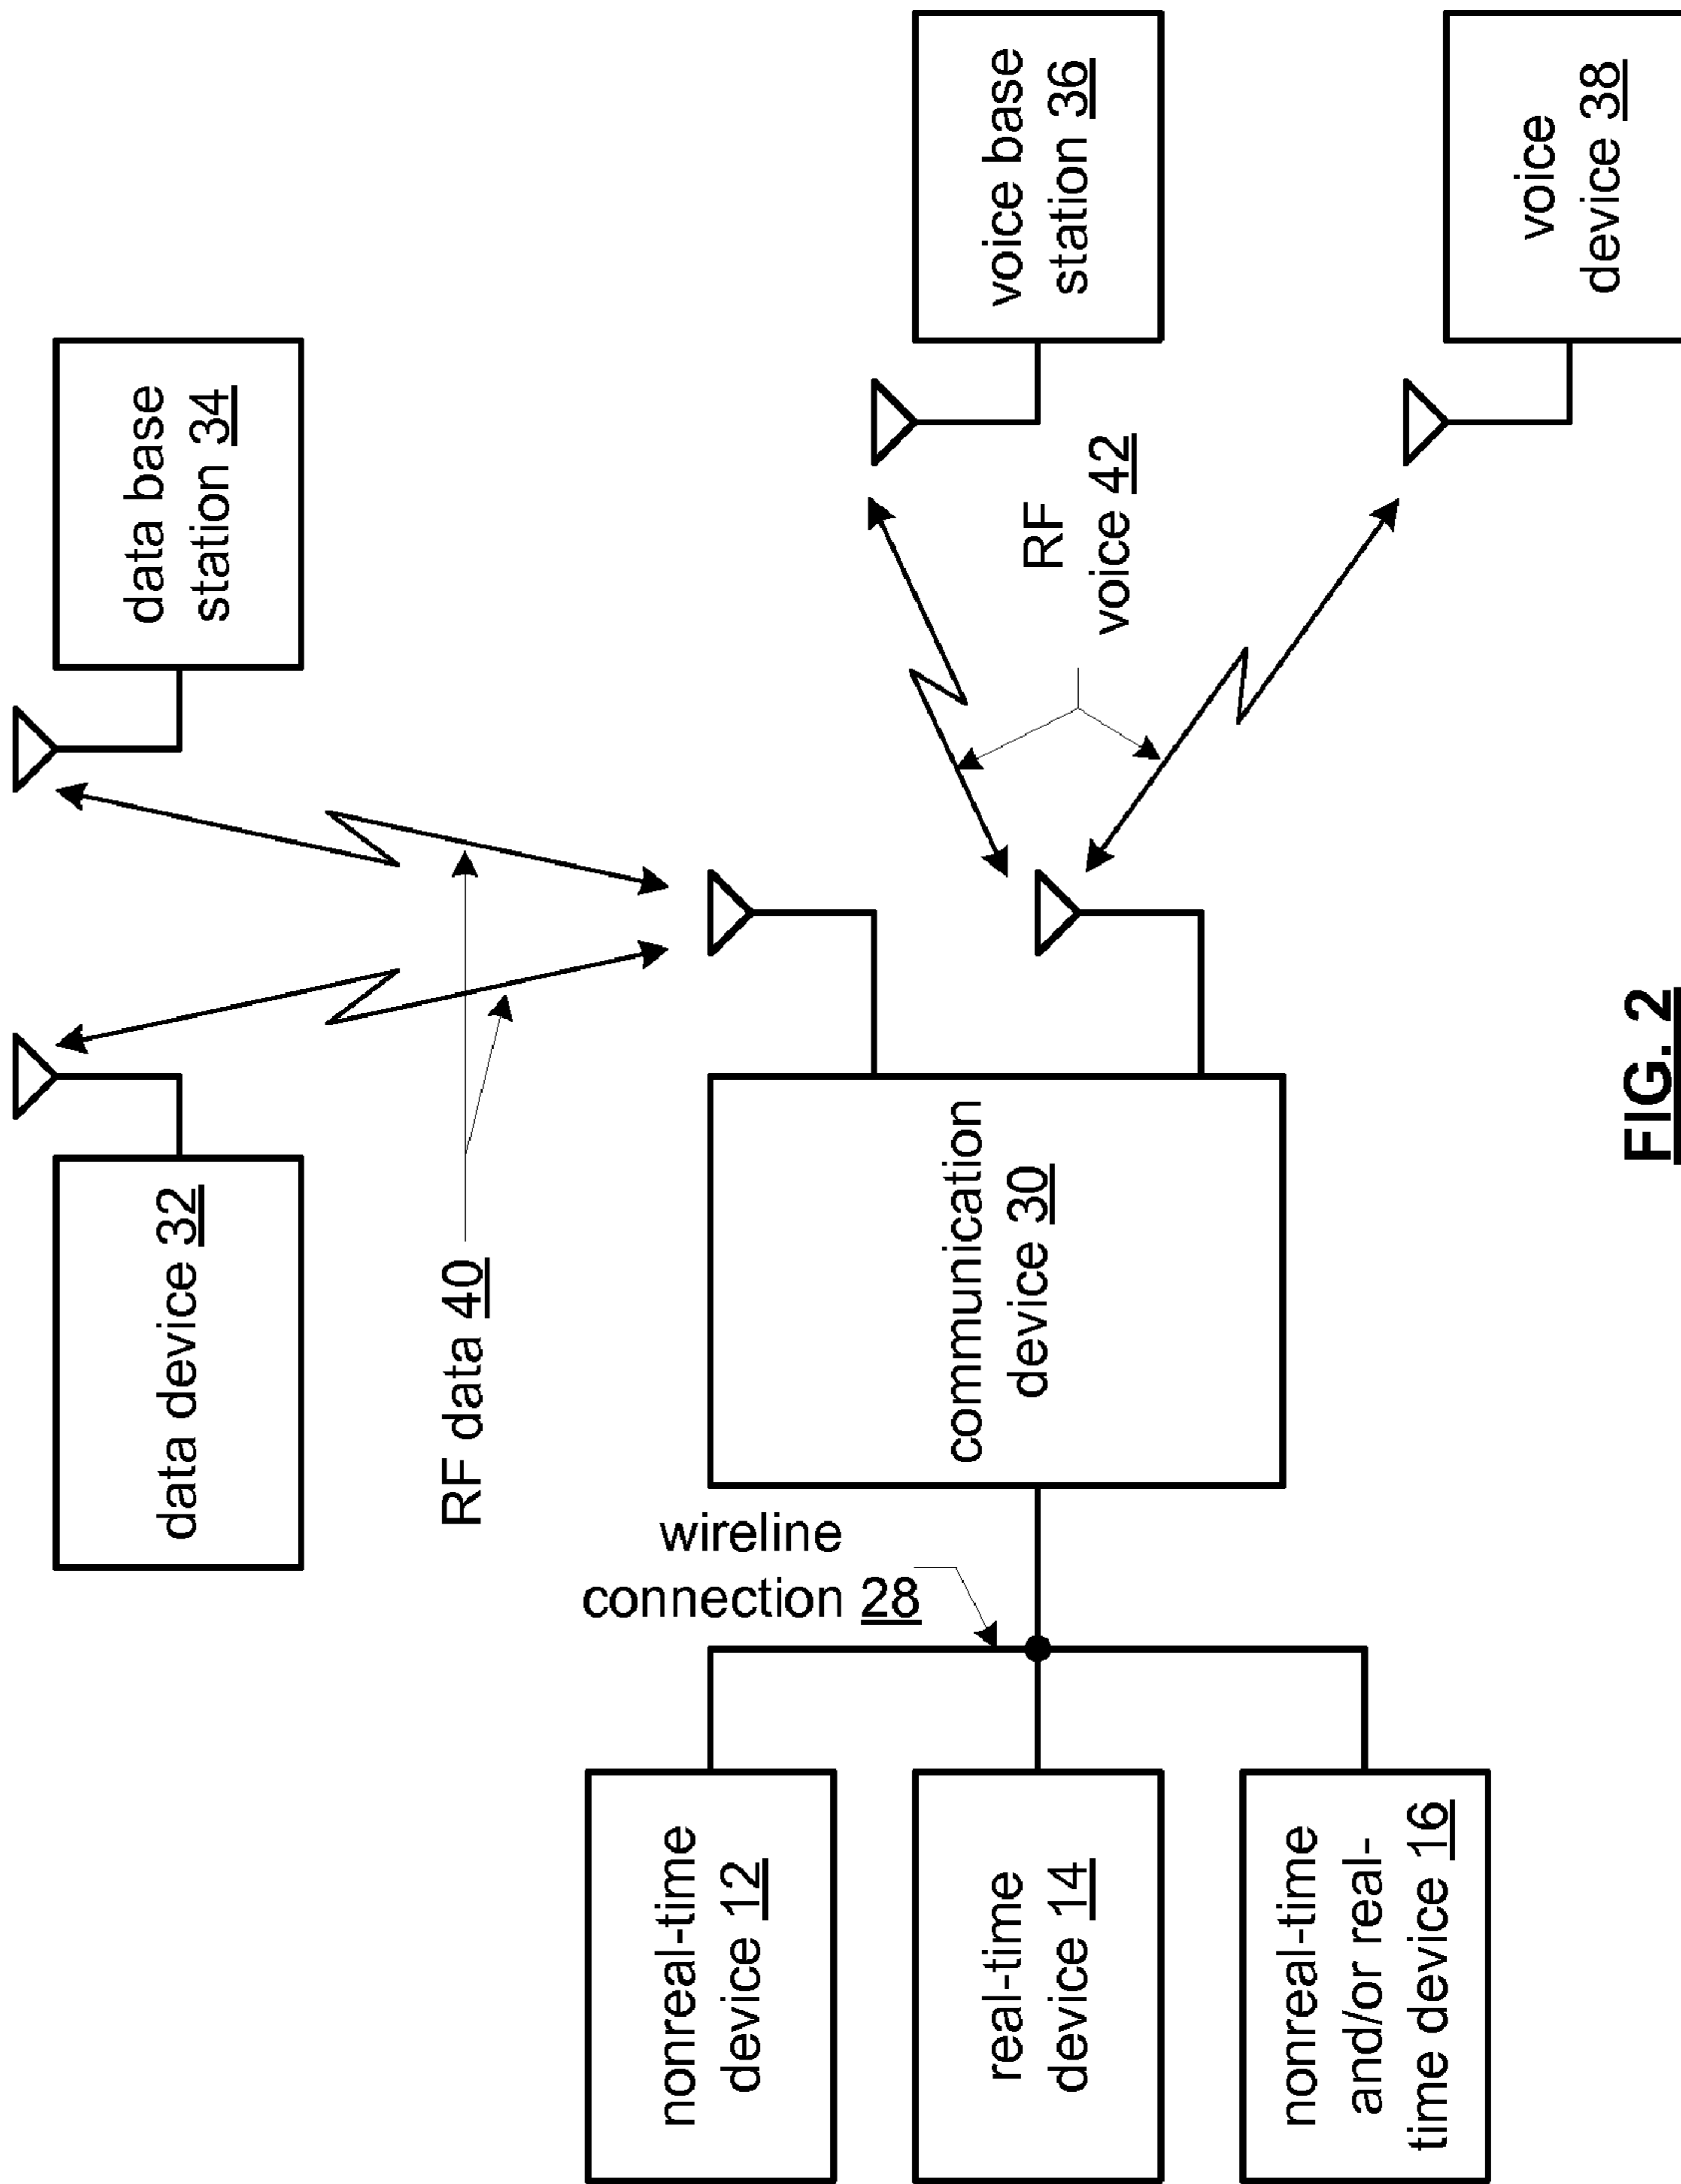 data device 32
data base
station 34
RF data 40
wireline
connection 28
communication
device 30
RF
voice 42
voice base
station 36
voice
device 38
nonreal-time
device 12
real-time
device 14
nonreal-time
and/or real-
time device 16
FIG. 2